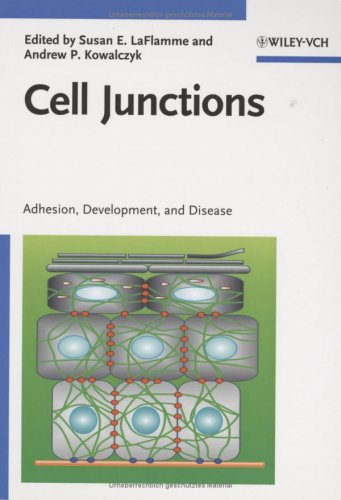 Urheberrechtlich geschütztes Material
Edited by Susan E. LaFlamme and
Andrew P. Kowalczyk
WILEY-VCH
Cell Junctions
Adhesion, Development, and Disease
Urheberrechtlich geschütztes Material